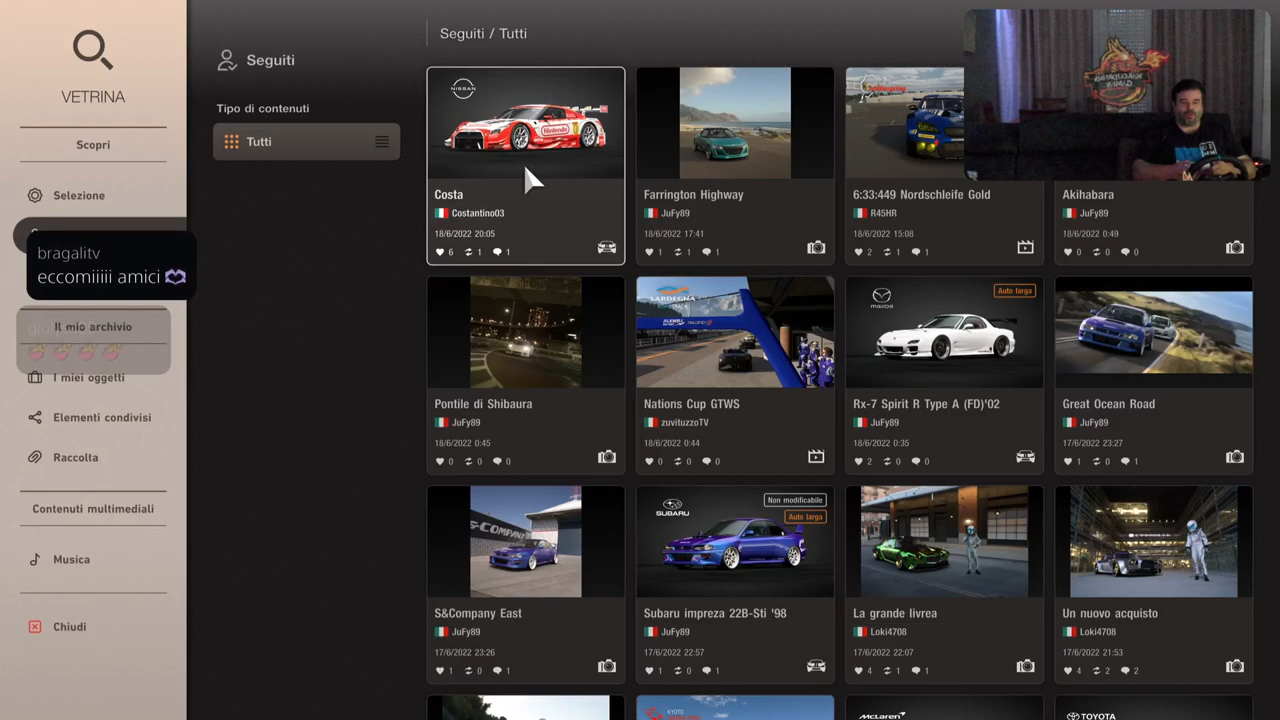 VETRINA
Scopri
Selezione
bragalitv
eccomiiiii amici
Il mio archivio
I miei oggetti
Elementi condivisi
Raccolta
Contenuti multimediali
Musica
Chiudi
Seguiti
Tipo di contenuti
Tutti
Seguiti / Tutti
NISSAN
Nintendo
Costa
Costantino03
18/6/2022 20:05
6 1 1
Farrington Highway
JuFy89
18/6/2022 17:41
1 1 1
6:33:449 Nordschleife Gold
R45HR
18/6/2022 15:08
2 1 1
Akihabara
JuFy89
18/6/2022 0:49
0 0 0
Pontile di Shibaura
JuFy89
18/6/2022 0:45
0 0 0
SARDEGNA
Nations Cup GTWS
zuvituzzoTV
18/6/2022 0:44
0 0 0
mazda
Auto larga
Rx-7 Spirit R Type A (FD)'02
JuFy89
18/6/2022 0:35
2 0 0
Great Ocean Road
JuFy89
17/6/2022 23:27
1 0 1
S&COMPANY
S&Company East
JuFy89
17/6/2022 23:26
1 0 1
SUBARU
Non modificabile
Auto larga
Subaru impreza 22B-Sti '98
JuFy89
17/6/2022 22:57
1 0 1
La grande livrea
Loki4708
17/6/2022 22:07
4 1 1
Un nuovo acquisto
Loki4708
17/6/2022 21:53
4 2 2
KYOTO
McLaren
TOYOTA